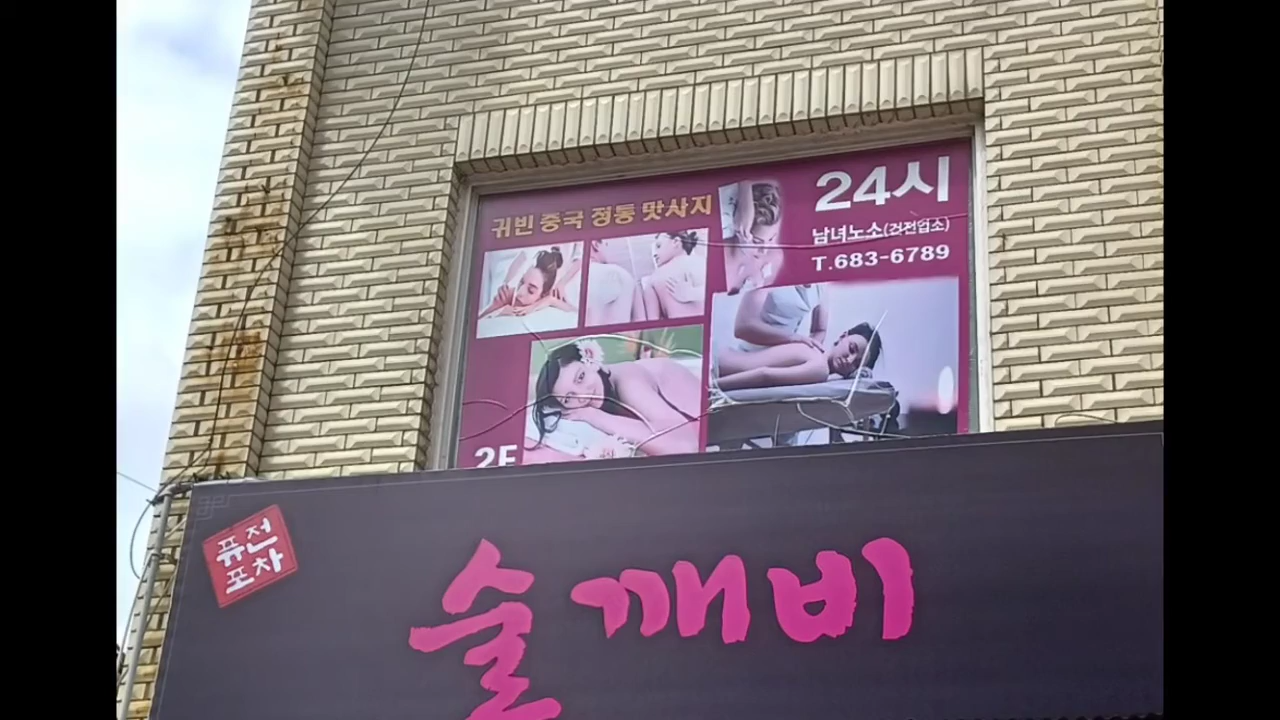 귀빈 중국 정통 맛사지
24시
남녀노소(건전업소)
T.683-6789
2F
퓨전
포차
술깨비